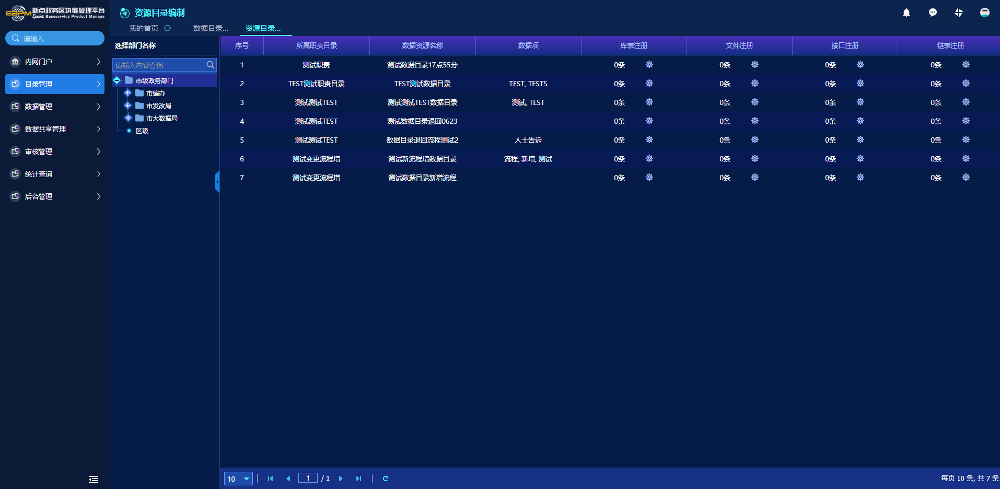 EBPM 新点政务区块链管理平台
Epoint Baseservice Product Manage
请输入
内网门户
目录管理
数据管理
数据共享管理
审核管理
统计查询
后台管理
资源目录编制
我的首页 数据目录... 资源目录...
选择部门名称
请输入内容查询
市级政务部门
市编办
市发改局
市大数据局
区级
序号 所属职责目录 数据资源名称 数据项 库表注册 文件注册 接口注册 链表注册
1 测试职责 测试数据目录17点55分 0条 0条 0条 0条
2 TEST测试职责目录 TEST测试数据目录 TEST, TESTS 0条 0条 0条 0条
3 测试测试TEST 测试测试TEST数据目录 测试, TEST 0条 0条 0条 0条
4 测试测试TEST 测试数据目录退回0623 0条 0条 0条 0条
5 测试测试TEST 数据目录退回流程测试2 人士告诉 0条 0条 0条 0条
6 测试变更流程增 测试新流程增数据目录 流程, 新增, 测试 0条 0条 0条 0条
7 测试变更流程增 测试数据目录新增流程 0条 0条 0条 0条
10 1 / 1 每页 10 条, 共 7 条